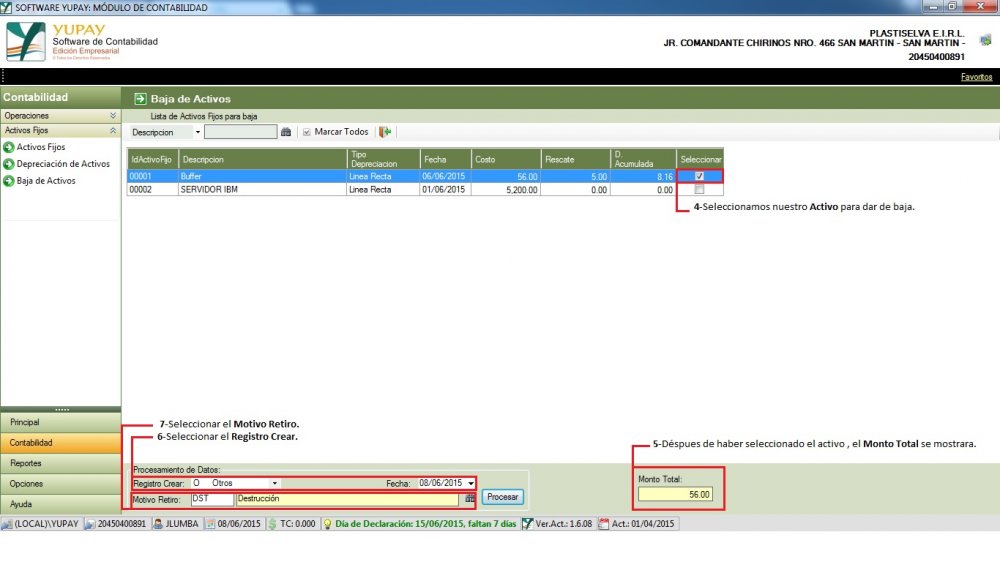 SOFTWARE YUPAY: MÓDULO DE CONTABILIDAD
YUPAY
Software de Contabilidad
Edición Empresarial
© Todos los Derechos Reservados
PLASTISELVA E.I.R.L.
JR. COMANDANTE CHIRINOS NRO. 466 SAN MARTIN - SAN MARTIN -
20450400891
Favoritos
Contabilidad
Operaciones
Activos Fijos
Activos Fijos
Depreciación de Activos
Baja de Activos
Baja de Activos
Lista de Activos Fijos para baja
Descripcion
Marcar Todos
IdActivoFijo Descripcion Tipo Depreciacion Fecha Costo Rescate D. Acumulada Seleccionar
00001 Buffer Linea Recta 06/06/2015 56.00 5.00 8.16
00002 SERVIDOR IBM Linea Recta 01/06/2015 5,200.00 0.00 0.00
4-Seleccionamos nuestro Activo para dar de baja.
7-Seleccionar el Motivo Retiro.
6-Seleccionar el Registro Crear.
5-Déspues de haber seleccionado el activo , el Monto Total se mostrara.
Principal
Contabilidad
Reportes
Opciones
Ayuda
Procesamiento de Datos:
Registro Crear: O Otros Fecha: 08/06/2015
Motivo Retiro: DST Destrucción Procesar
Monto Total:
56.00
(LOCAL)\YUPAY 20450400891 JLUMBA 08/06/2015 TC: 0.000 Día de Declaración: 15/06/2015, faltan 7 días Ver.Act.: 1.6.08 Act.: 01/04/2015